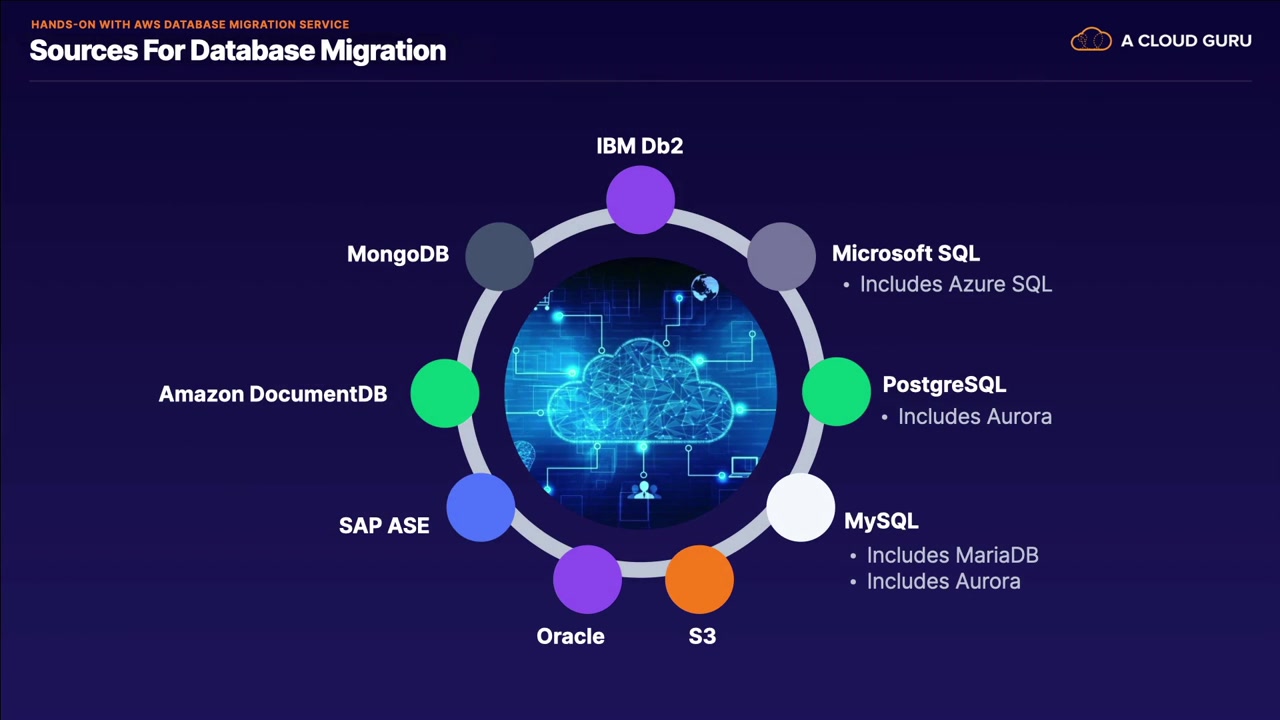 HANDS-ON WITH AWS DATABASE MIGRATION SERVICE
Sources For Database Migration
A CLOUD GURU
IBM Db2
MongoDB
Microsoft SQL
• Includes Azure SQL
Amazon DocumentDB
PostgreSQL
• Includes Aurora
SAP ASE
MySQL
• Includes MariaDB
• Includes Aurora
Oracle
S3